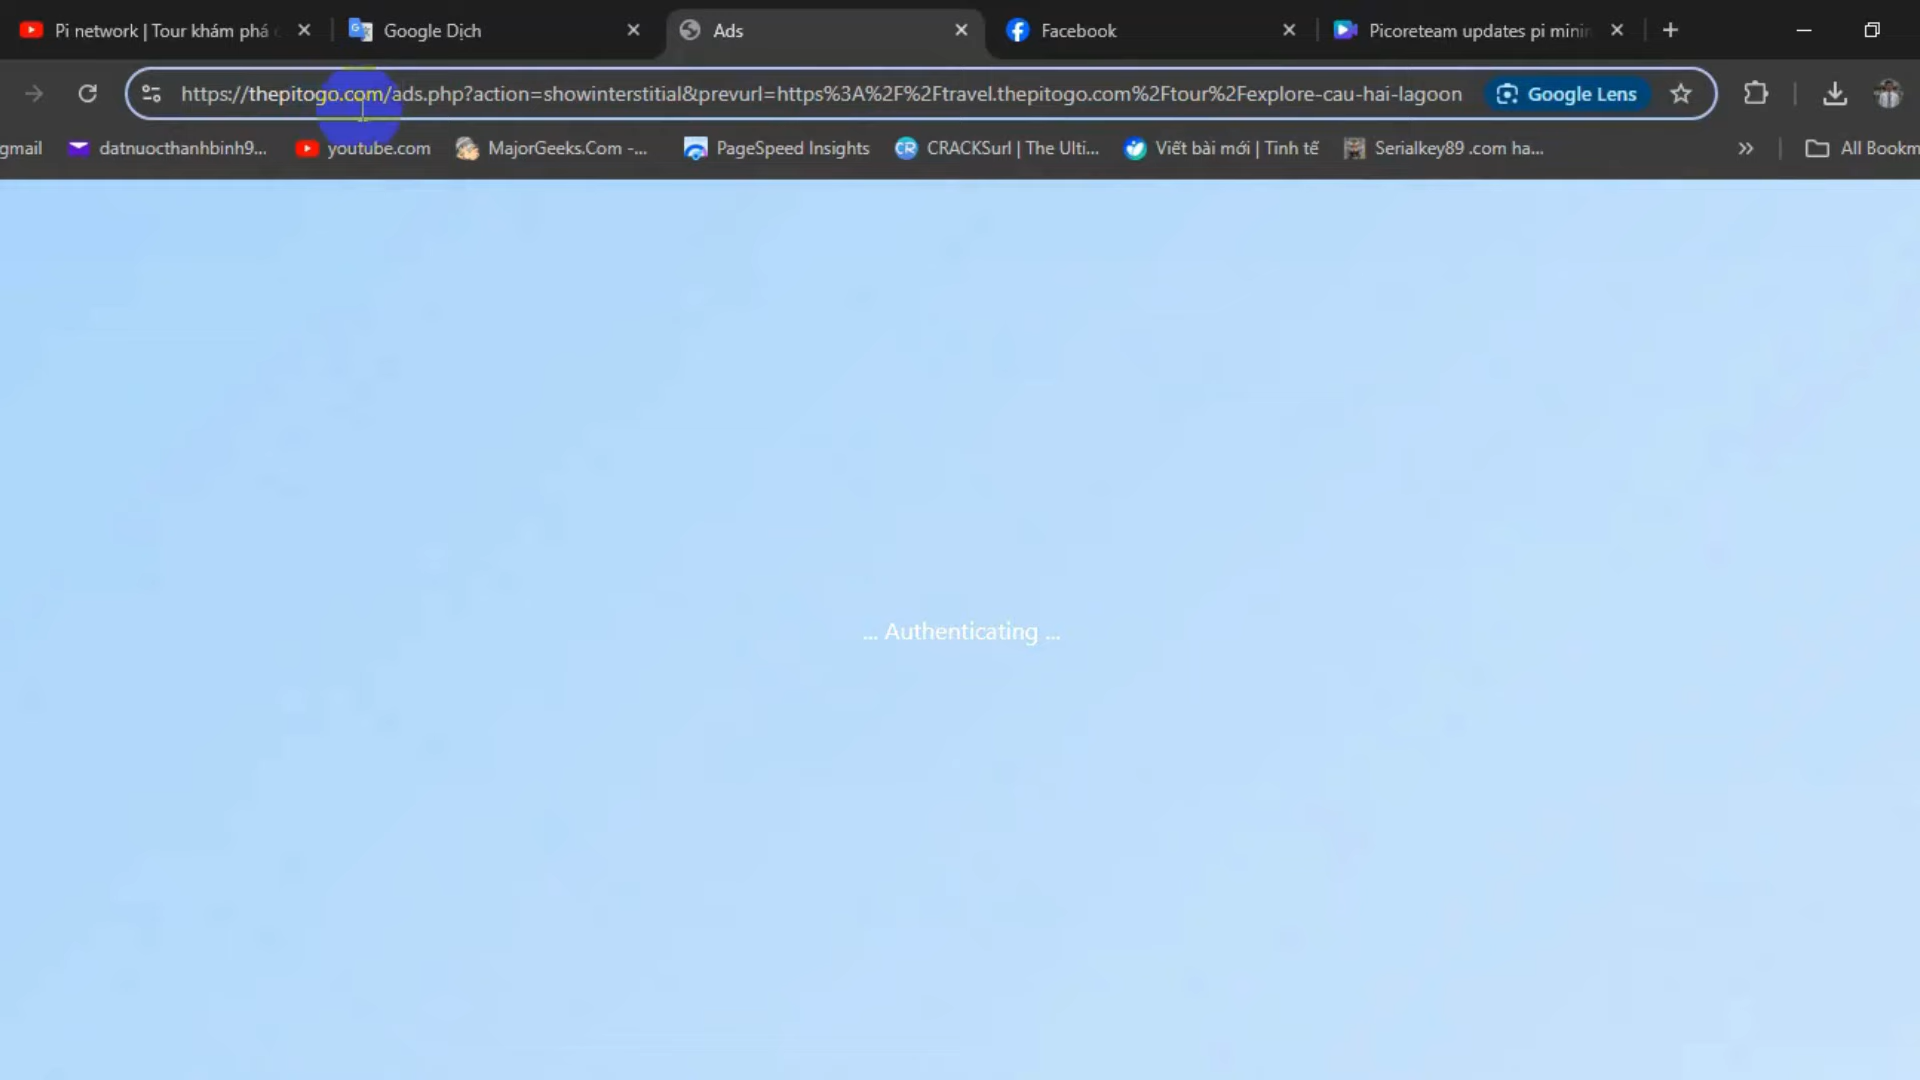 Pi network | Tour khám phá
Google Dịch
Ads
Facebook
Picoreteam updates pi minin
https://thepitogo.com/ads.php?action=showinterstitial&prevurl=https%3A%2F%2Ftravel.thepitogo.com%2Ftour%2Fexplore-cau-hai-lagoon
Google Lens
gmail
datnuocthanhbinh9...
youtube.com
MajorGeeks.Com -...
PageSpeed Insights
CR
CRACKSurl | The Ulti...
Viết bài mới | Tinh tế
Serialkey89 .com ha...
All Bookm
... Authenticating ...